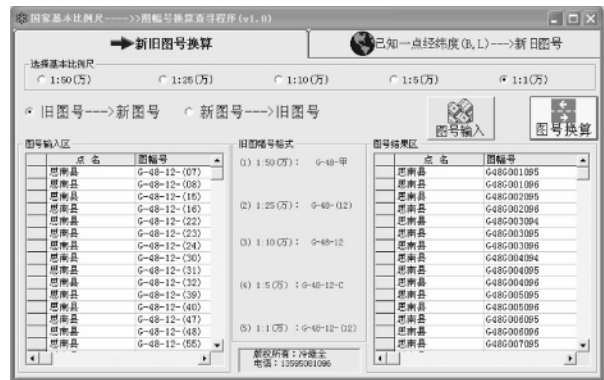 国家基本比例尺---->>图幅号换算查寻程序(v1.0)
新旧图号换算
已知一点经纬度(B,L)--->新旧图号
选择基本比例尺
1:50(万)
1:25(万)
1:10(万)
1:5(万)
1:1(万)
旧图号--->新图号
新图号--->旧图号
图号输入
图号换算
图号输入区
点 名 图幅号
思南县 G-48-12-(07)
思南县 G-48-12-(08)
思南县 G-48-12-(15)
思南县 G-48-12-(16)
思南县 G-48-12-(22)
思南县 G-48-12-(23)
思南县 G-48-12-(24)
思南县 G-48-12-(30)
思南县 G-48-12-(31)
思南县 G-48-12-(32)
思南县 G-48-12-(39)
思南县 G-48-12-(40)
思南县 G-48-12-(47)
思南县 G-48-12-(48)
思南县 G-48-12-(55)
旧图幅号格式
(1) 1:50(万): G-48-甲
(2) 1:25(万): G-48-(12)
(3) 1:10(万): G-48-12
(4) 1:5(万) :G-48-12-C
(5) 1:1(万) :G-48-12-(12)
版权所有:冷继全
电话:13595081096
图号结果区
点 名 图幅号
思南县 G48G001095
思南县 G48G001096
思南县 G48G002095
思南县 G48G002096
思南县 G48G003094
思南县 G48G003095
思南县 G48G003096
思南县 G48G004094
思南县 G48G004095
思南县 G48G004096
思南县 G48G005095
思南县 G48G005096
思南县 G48G006095
思南县 G48G006096
思南县 G48G007095